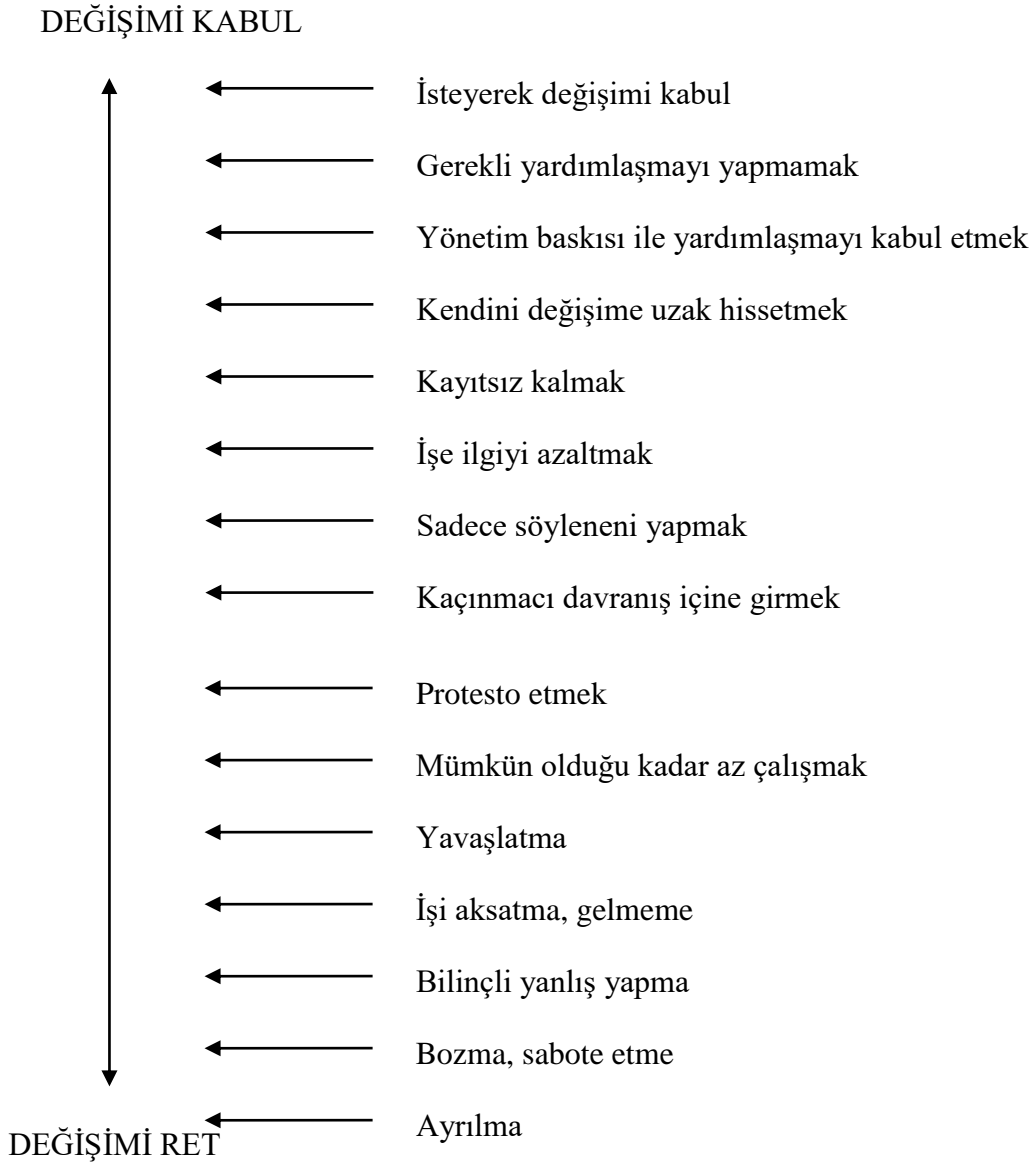 DEĞİŞİMİ KABUL
İsteyerek değişimi kabul
Gerekli yardımlaşmayı yapmamak
Yönetim baskısı ile yardımlaşmayı kabul etmek
Kendini değişime uzak hissetmek
Kayıtsız kalmak
İşe ilgiyi azaltmak
Sadece söyleneni yapmak
Kaçınmacı davranış içine girmek
Protesto etmek
Mümkün olduğu kadar az çalışmak
Yavaşlatma
İşi aksatma, gelmeme
Bilinçli yanlış yapma
Bozma, sabote etme
Ayrılma
DEĞİŞİMİ RET